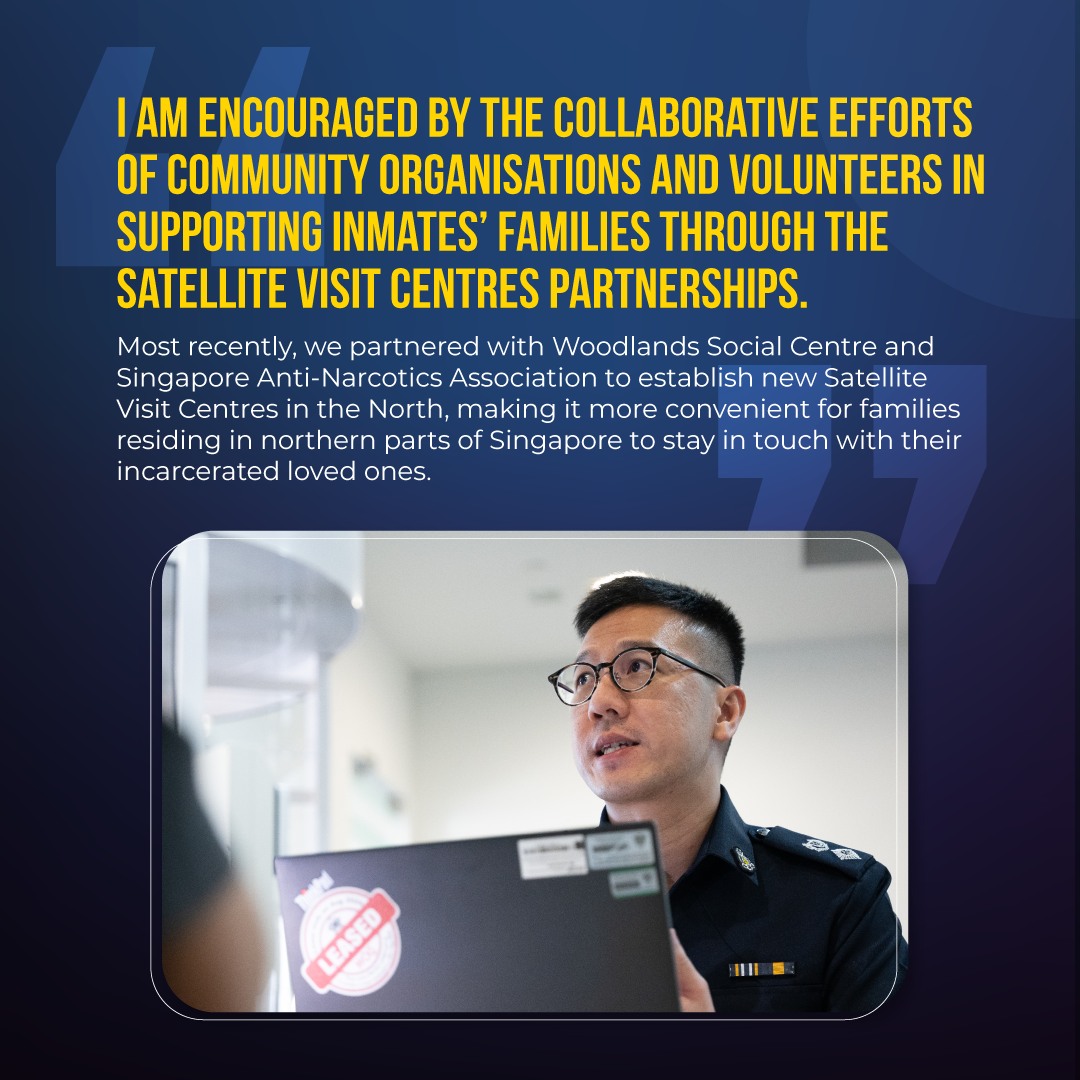 I AM ENCOURAGED BY THE COLLABORATIVE EFFORTS
OF COMMUNITY ORGANISATIONS AND VOLUNTEERS IN
SUPPORTING INMATES’ FAMILIES THROUGH THE
SATELLITE VISIT CENTRES PARTNERSHIPS.
Most recently, we partnered with Woodlands Social Centre and
Singapore Anti-Narcotics Association to establish new Satellite
Visit Centres in the North, making it more convenient for families
residing in northern parts of Singapore to stay in touch with their
incarcerated loved ones.
LEASED